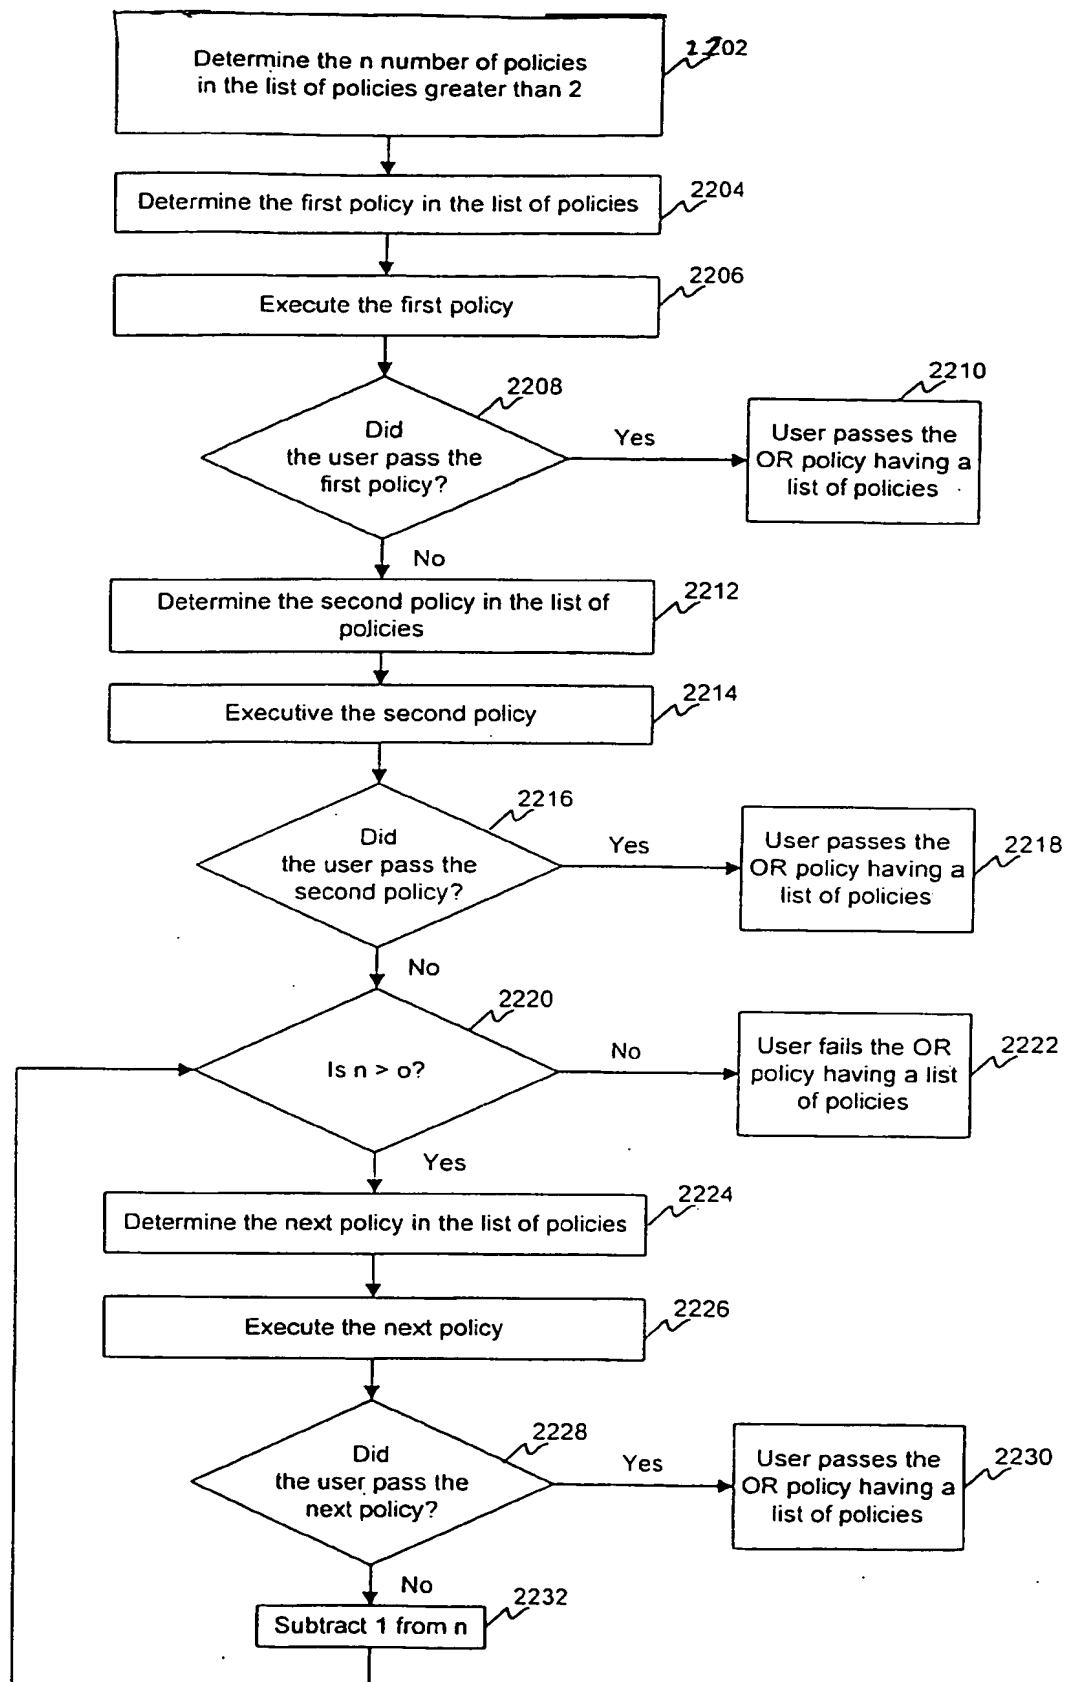 Determine the n number of policies
in the list of policies greater than 2
2202
Determine the first policy in the list of policies
2204
Execute the first policy
2206
Did
the user pass the
first policy?
2208
Yes
User passes the
OR policy having a
list of policies
2210
No
Determine the second policy in the list of
policies
2212
Executive the second policy
2214
Did
the user pass the
second policy?
2216
Yes
User passes the
OR policy having a
list of policies
2218
No
Is n > o?
2220
No
User fails the OR
policy having a list
of policies
2222
Yes
Determine the next policy in the list of policies
2224
Execute the next policy
2226
Did
the user pass the
next policy?
2228
Yes
User passes the
OR policy having a
list of policies
2230
No
Subtract 1 from n
2232